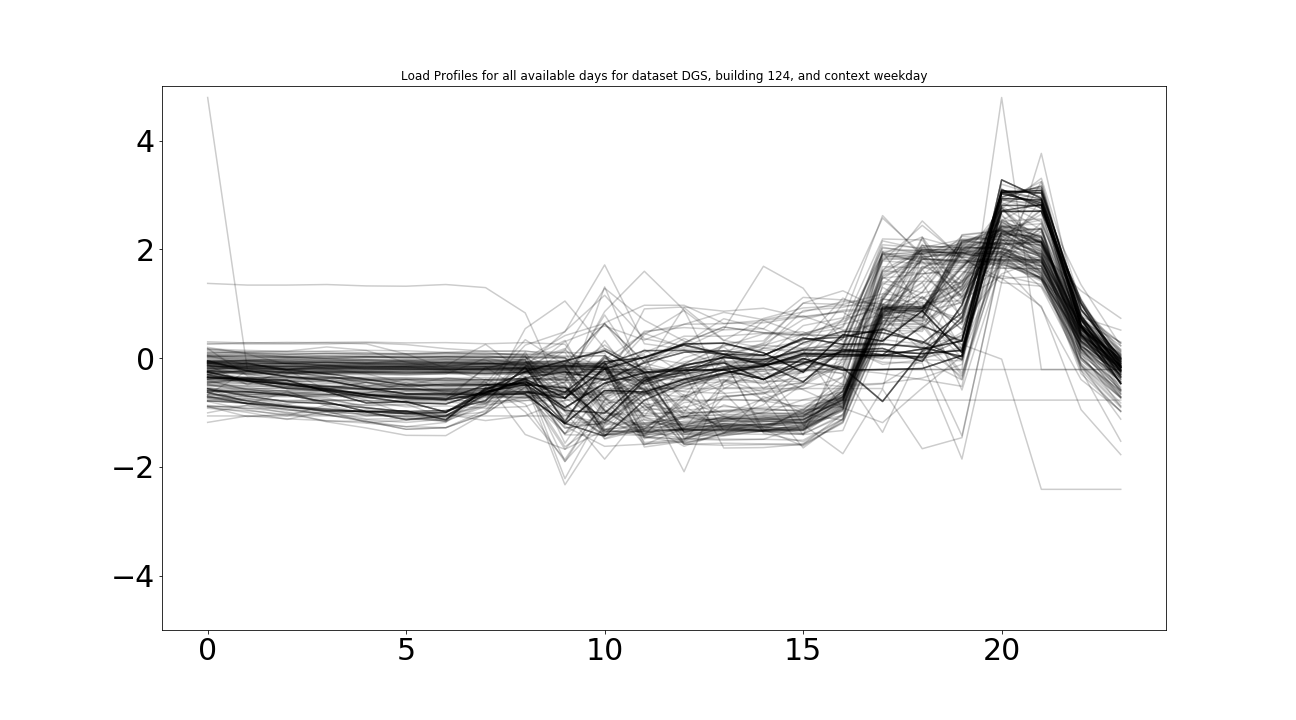 Load Profiles for all available days for dataset DGS, building 124, and context weekday
4
2
0
−2
−4
0 5 10 15 20